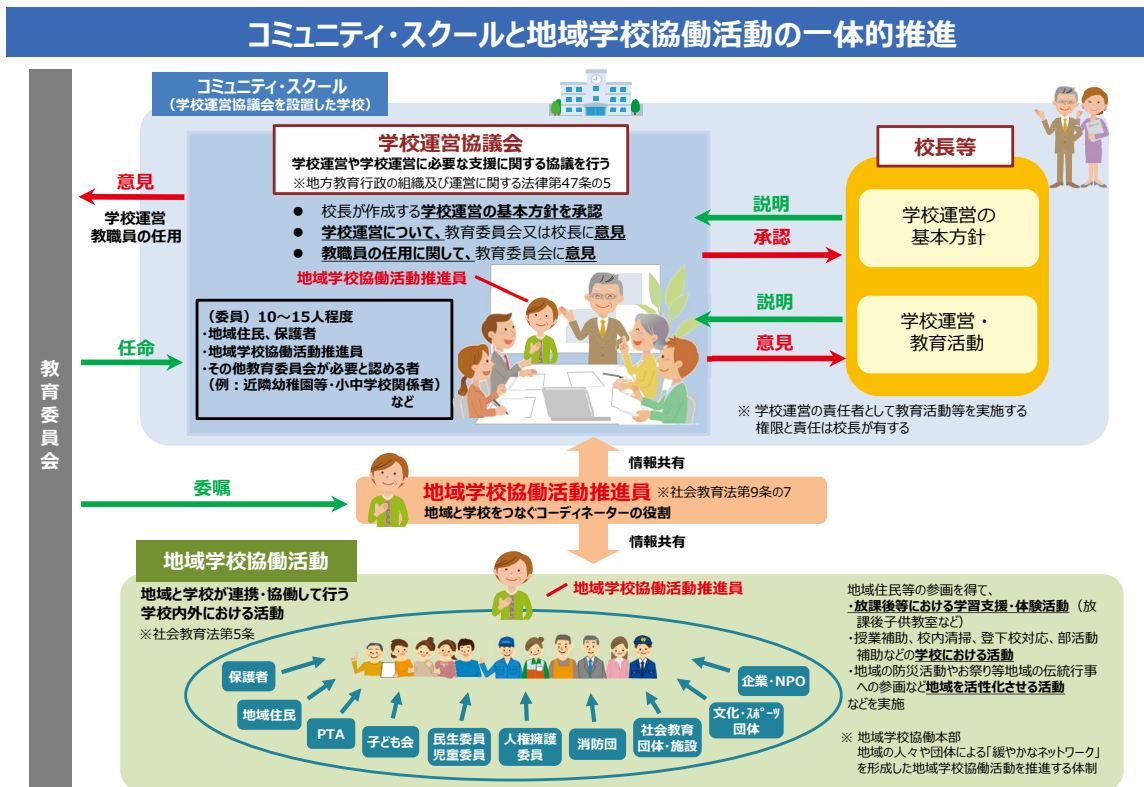 コミュニティ・スクールと地域学校協働活動の一体的推進
教育委員会
コミュニティ・スクール
（学校運営協議会を設置した学校）
学校運営協議会
学校運営や学校運営に必要な支援に関する協議を行う
※地方教育行政の組織及び運営に関する法律第47条の5
● 校長が作成する学校運営の基本方針を承認
● 学校運営について、教育委員会又は校長に意見
● 教職員の任用に関して、教育委員会に意見
地域学校協働活動推進員
（委員）10～15人程度
・地域住民、保護者
・地域学校協働活動推進員
・その他教育委員会が必要と認める者
（例：近隣幼稚園等・小中学校関係者）
など
意見
学校運営
教職員の任用
任命
説明
承認
説明
意見
校長等
学校運営の
基本方針
学校運営・
教育活動
※ 学校運営の責任者として教育活動等を実施する
権限と責任は校長が有する
情報共有
委嘱
地域学校協働活動推進員 ※社会教育法第9条の7
地域と学校をつなぐコーディネーターの役割
情報共有
地域学校協働活動
地域と学校が連携・協働して行う
学校内外における活動
※社会教育法第5条
地域学校協働活動推進員
保護者
地域住民
PTA
子ども会
民生委員
児童委員
人権擁護
委員
消防団
社会教育
団体・施設
文化・ｽﾎﾟｰﾂ
団体
企業・NPO
地域住民等の参画を得て、
・放課後等における学習支援・体験活動（放
課後子供教室など）
・授業補助、校内清掃、登下校対応、部活動
補助などの学校における活動
・地域の防災活動やお祭り等地域の伝統行事
への参画など地域を活性化させる活動
などを実施
※ 地域学校協働本部
地域の人々や団体による「緩やかなネットワーク」
を形成した地域学校協働活動を推進する体制